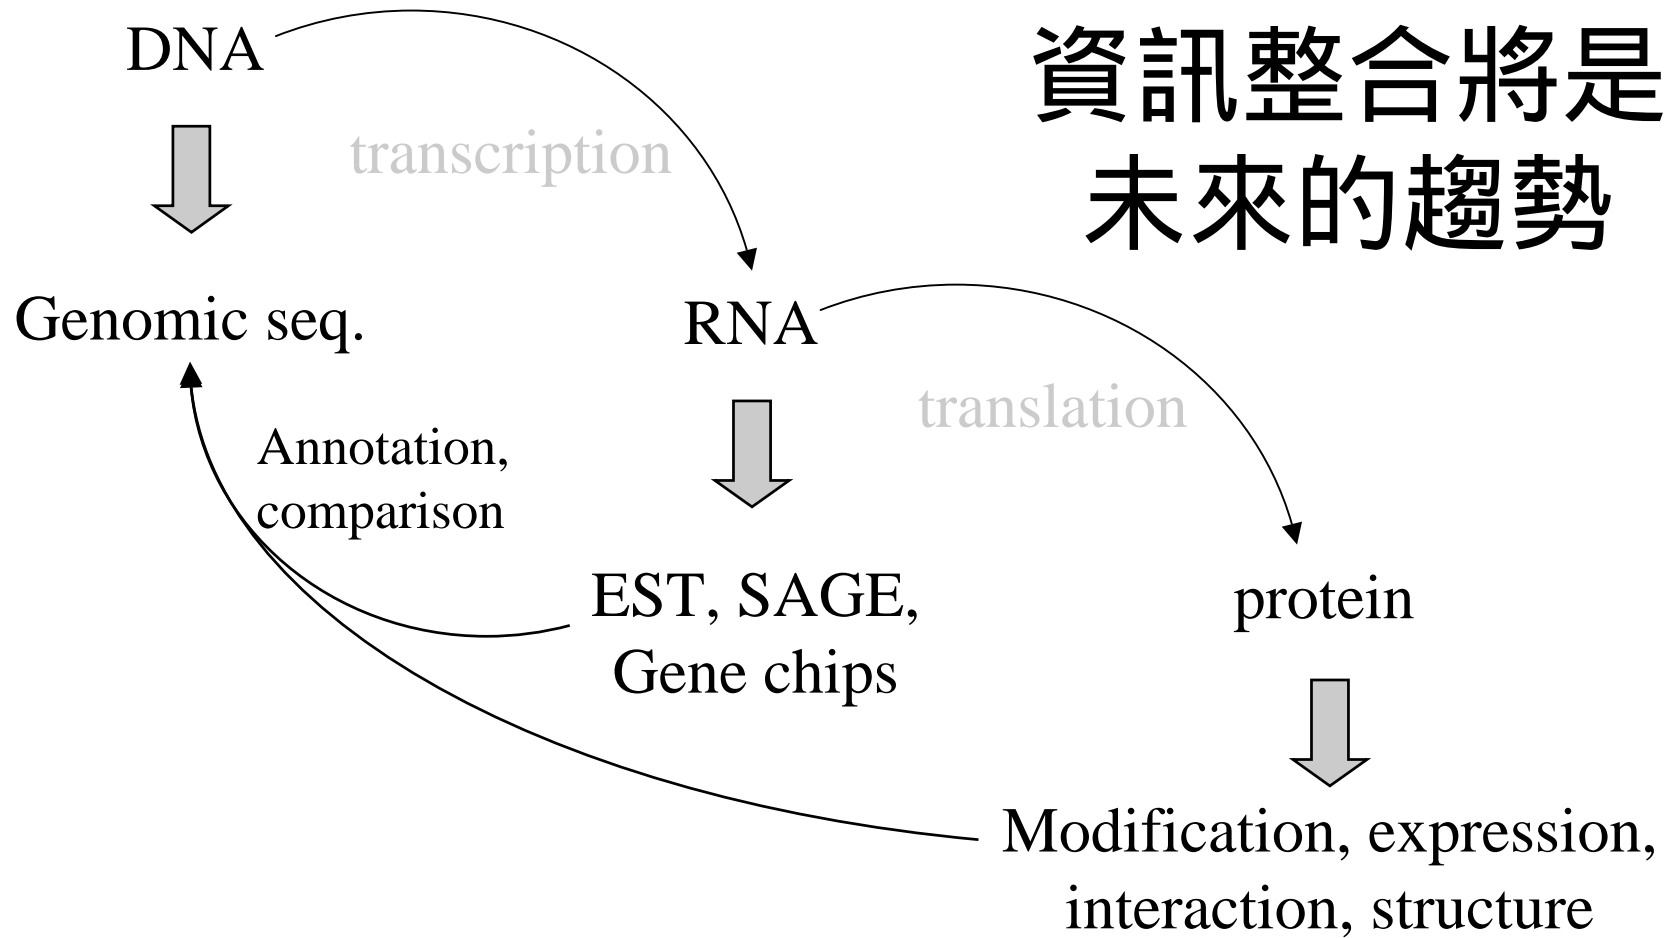 DNA
資訊整合將是
未來的趨勢
transcription
Genomic seq.
RNA
translation
Annotation,
comparison
EST, SAGE,
Gene chips
protein
Modification, expression,
interaction, structure